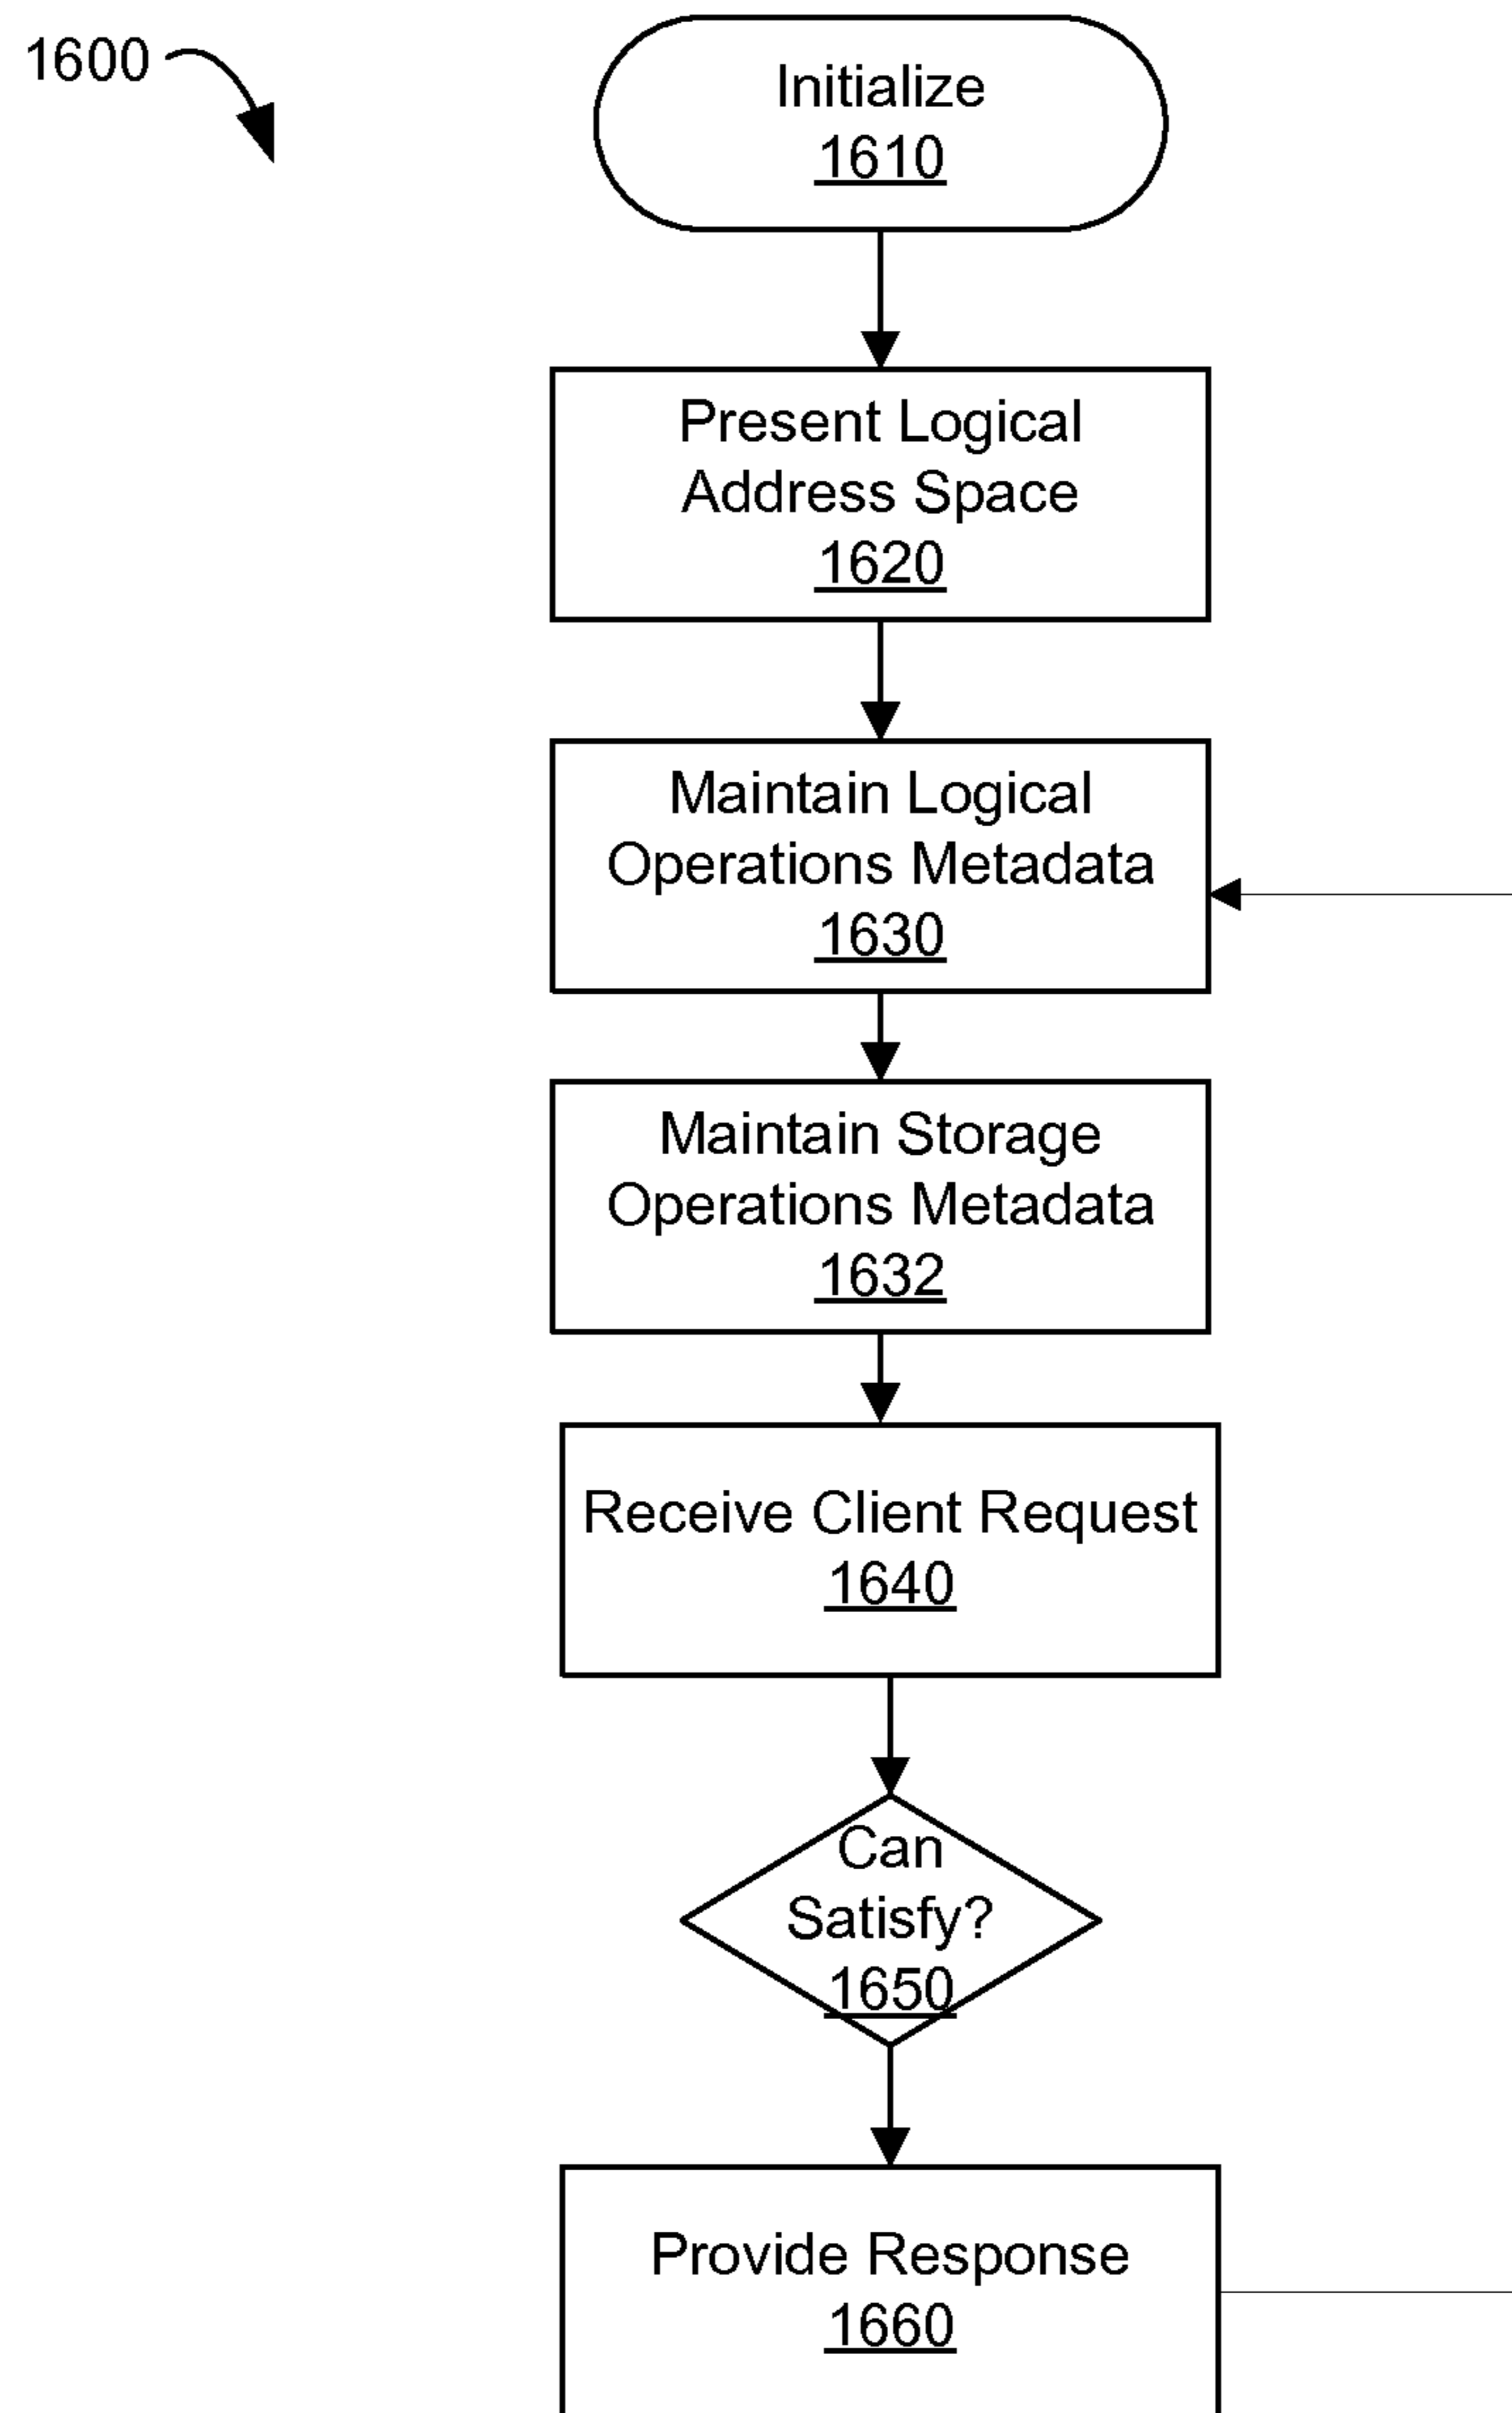 1600
Initialize
1610
Present Logical
Address Space
1620
Maintain Logical
Operations Metadata
1630
Maintain Storage
Operations Metadata
1632
Receive Client Request
1640
Can
Satisfy?
1650
Provide Response
1660